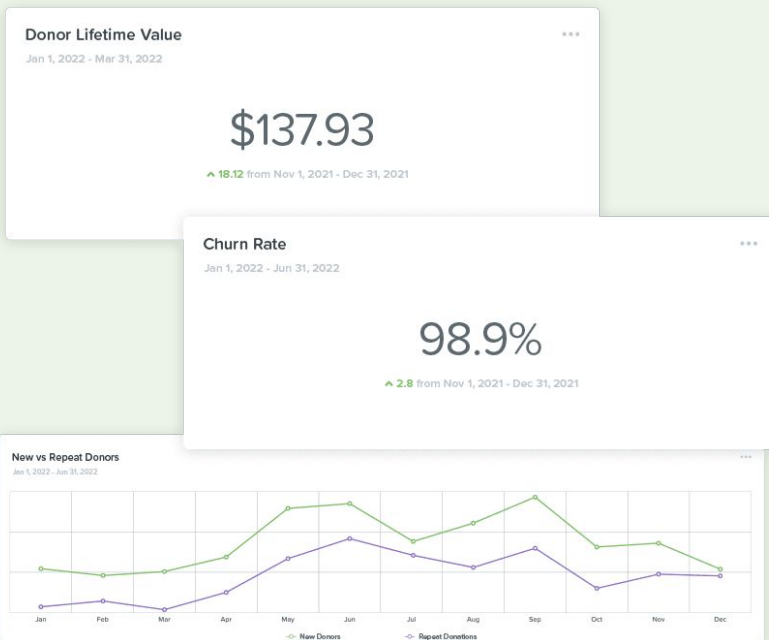 Donor Lifetime Value
Jan 1, 2022 - Mar 31, 2022
$137.93
18.12 from Nov 1, 2021 - Dec 31, 2021
Churn Rate
Jan 1, 2022 - Jun 31, 2022
98.9%
2.8 from Nov 1, 2021 - Dec 31, 2021
New vs Repeat Donors
Jan 1, 2022 - Jun 31, 2022
Jan Feb Mar Apr May Jun Jul Aug Sep Oct Nov Dec
New Donors Repeat Donations